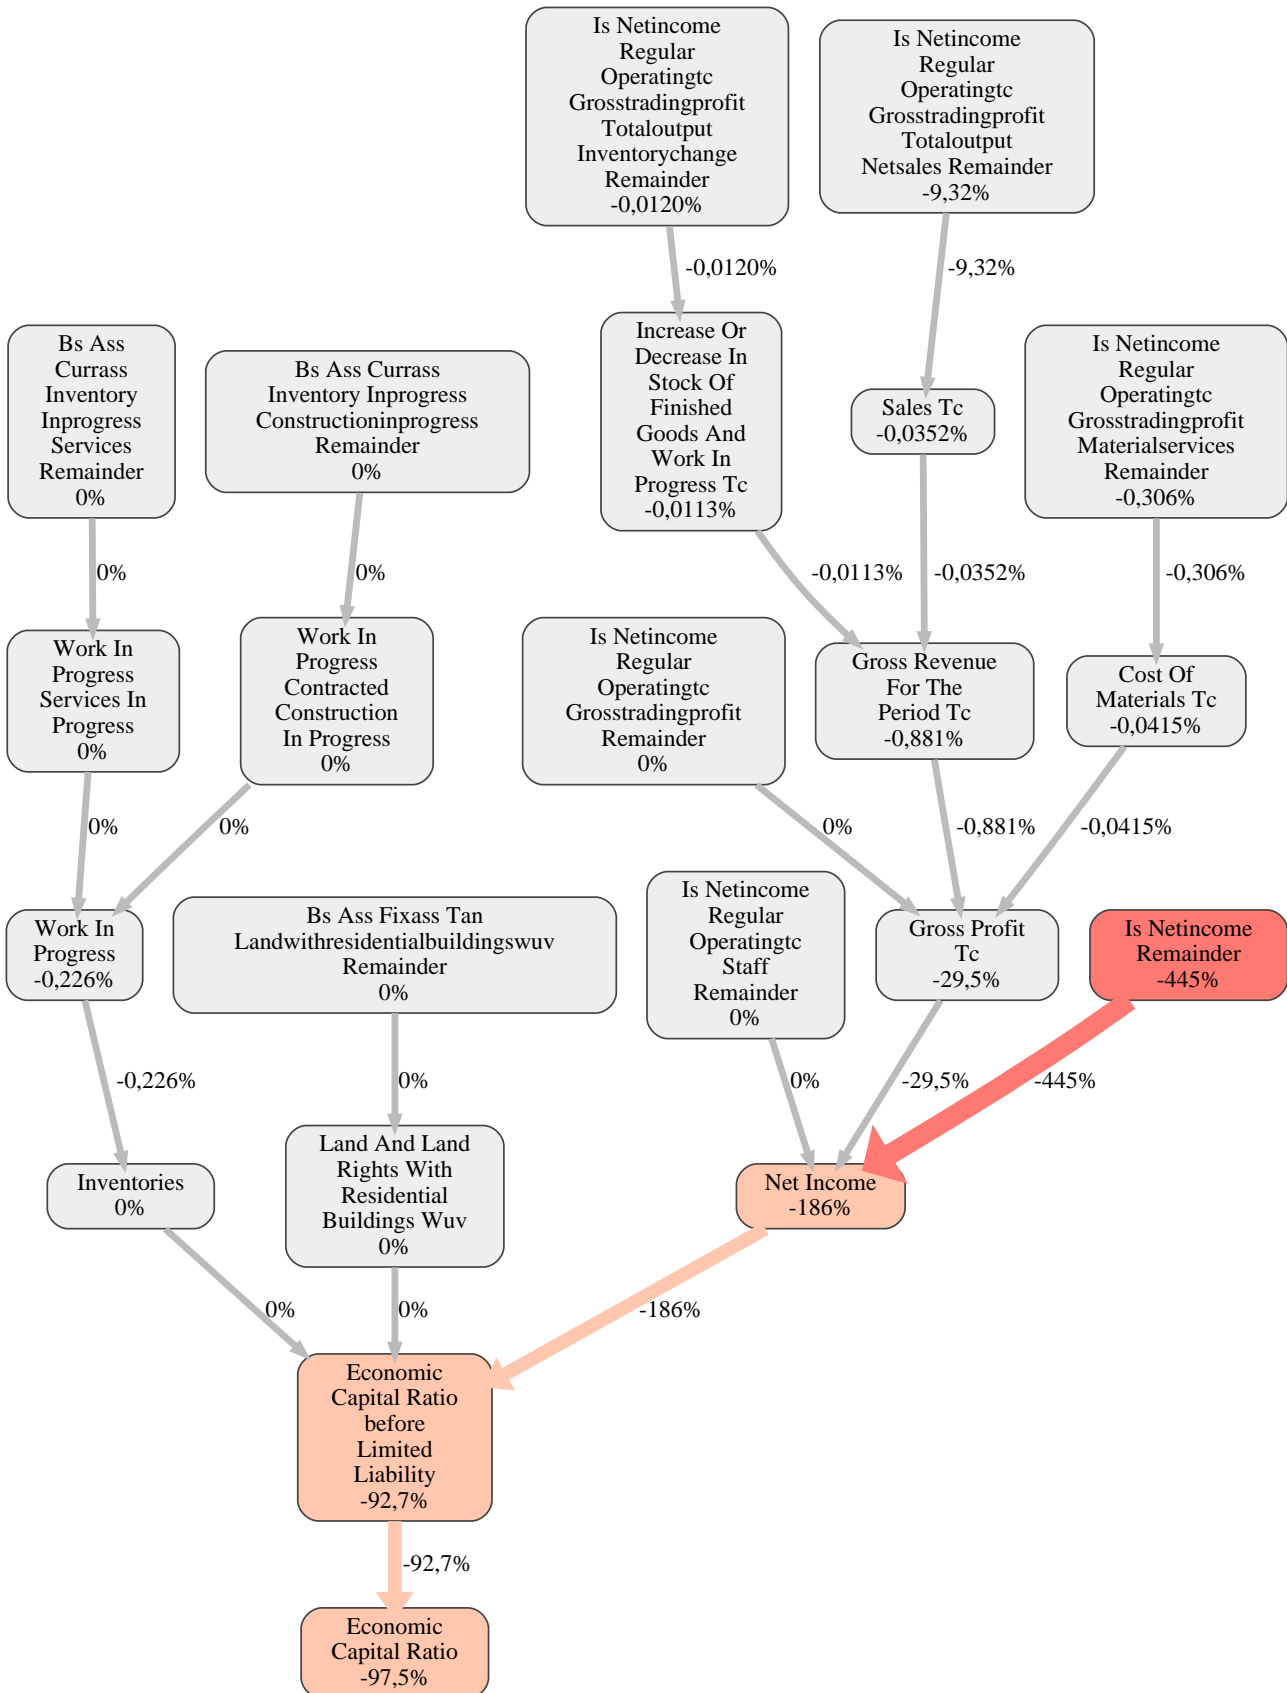 Is Netincome
Regular
Operatingtc
Grosstradingprofit
Totaloutput
Inventorychange
Remainder
-0,0120%
Is Netincome
Regular
Operatingtc
Grosstradingprofit
Totaloutput
Netsales Remainder
-9,32%
-0,0120%
-9,32%
Bs Ass
Currass
Inventory
Inprogress
Services
Remainder
0%
Bs Ass Currass
Inventory Inprogress
Constructioninprogress
Remainder
0%
Increase Or
Decrease In
Stock Of
Finished
Goods And
Work In
Progress Tc
-0,0113%
Sales Tc
-0,0352%
Is Netincome
Regular
Operatingtc
Grosstradingprofit
Materialservices
Remainder
-0,306%
0%
0%
-0,0113%
-0,0352%
-0,306%
Work In
Progress
Services In
Progress
0%
Work In
Progress
Contracted
Construction
In Progress
0%
Is Netincome
Regular
Operatingtc
Grosstradingprofit
Remainder
0%
Gross Revenue
For The
Period Tc
-0,881%
Cost Of
Materials Tc
-0,0415%
0%
0%
0%
-0,881%
-0,0415%
Work In
Progress
-0,226%
Bs Ass Fixass Tan
Landwithresidentialbuildingswuv
Remainder
0%
Is Netincome
Regular
Operatingtc
Staff
Remainder
0%
Gross Profit
Tc
-29,5%
Is Netincome
Remainder
-445%
-0,226%
0%
0%
-29,5%
-445%
Inventories
0%
Land And Land
Rights With
Residential
Buildings Wuv
0%
Net Income
-186%
0%
0%
-186%
Economic
Capital Ratio
before
Limited
Liability
-92,7%
-92,7%
Economic
Capital Ratio
-97,5%